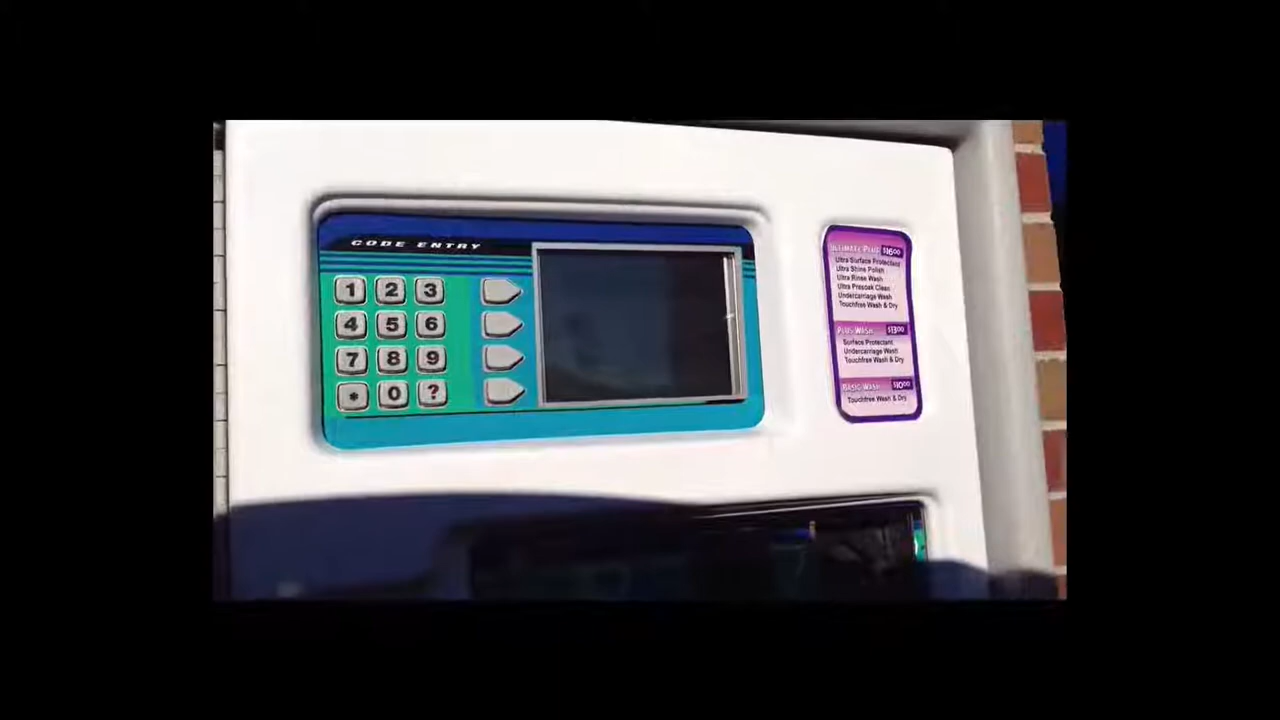 CODE ENTRY
1 2 3
4 5 6
7 8 9
* 0 ?
ULTIMATE PLUS $16.00
Ultra Surface Protectant
Ultra Shine Polish
Ultra Rinse Wash
Ultra Presoak Clean
Undercarriage Wash
Touchfree Wash & Dry
PLUS WASH $13.00
Surface Protectant
Undercarriage Wash
Touchfree Wash & Dry
BASIC WASH $10.00
Touchfree Wash & Dry